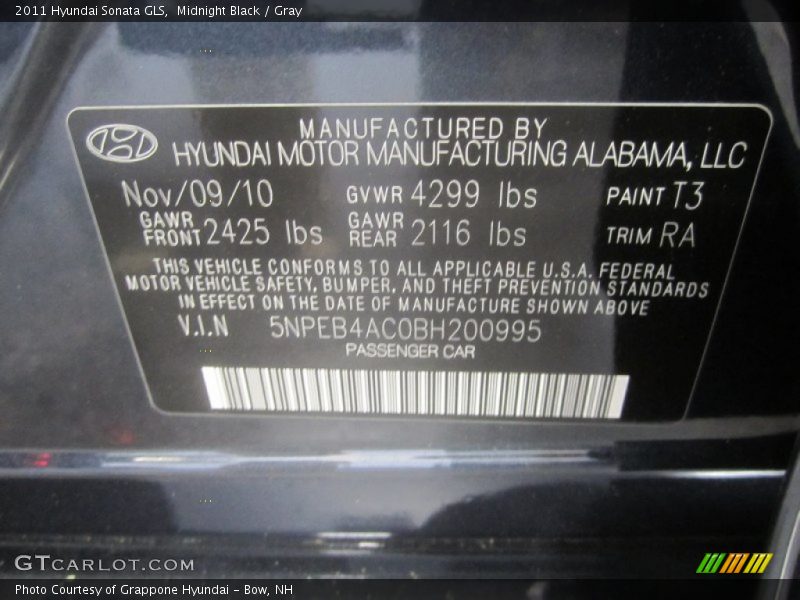 2011 Hyundai Sonata GLS,  Midnight Black / Gray
MANUFACTURED BY
HYUNDAI MOTOR MANUFACTURING ALABAMA, LLC
Nov/09/10 GVWR 4299 lbs PAINT T3
GAWR FRONT 2425 lbs GAWR REAR 2116 lbs TRIM RA
THIS VEHICLE CONFORMS TO ALL APPLICABLE U.S.A. FEDERAL
MOTOR VEHICLE SAFETY, BUMPER, AND THEFT PREVENTION STANDARDS
IN EFFECT ON THE DATE OF MANUFACTURE SHOWN ABOVE
V.I.N 5NPEB4AC0BH200995
PASSENGER CAR
GTCARLOT.COM
Photo Courtesy of Grappone Hyundai - Bow, NH